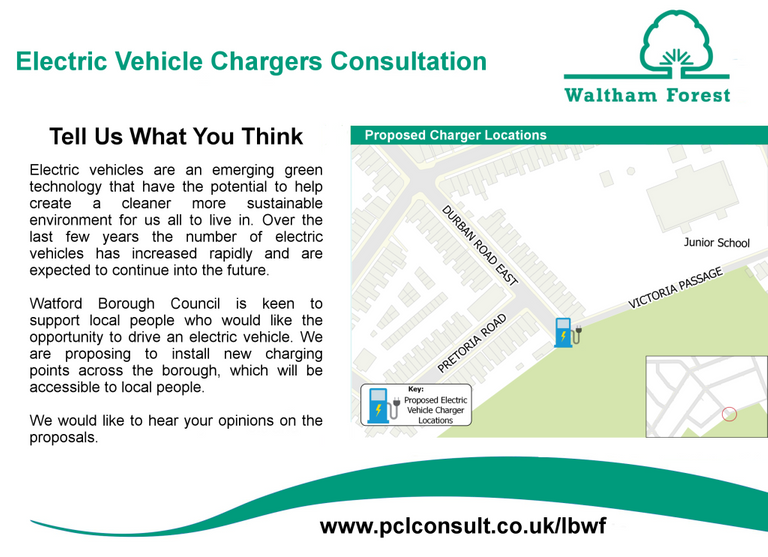 Electric Vehicle Chargers Consultation
Waltham Forest
Tell Us What You Think
Electric vehicles are an emerging green
technology that have the potential to help
create a cleaner more sustainable
environment for us all to live in. Over the
last few years the number of electric
vehicles has increased rapidly and are
expected to continue into the future.
Watford Borough Council is keen to
support local people who would like the
opportunity to drive an electric vehicle. We
are proposing to install new charging
points across the borough, which will be
accessible to local people.
We would like to hear your opinions on the
proposals.
Proposed Charger Locations
DURBAN ROAD EAST
Junior School
VICTORIA PASSAGE
PRETORIA ROAD
Key:
Proposed Electric
Vehicle Charger
Locations
www.pclconsult.co.uk/lbwf